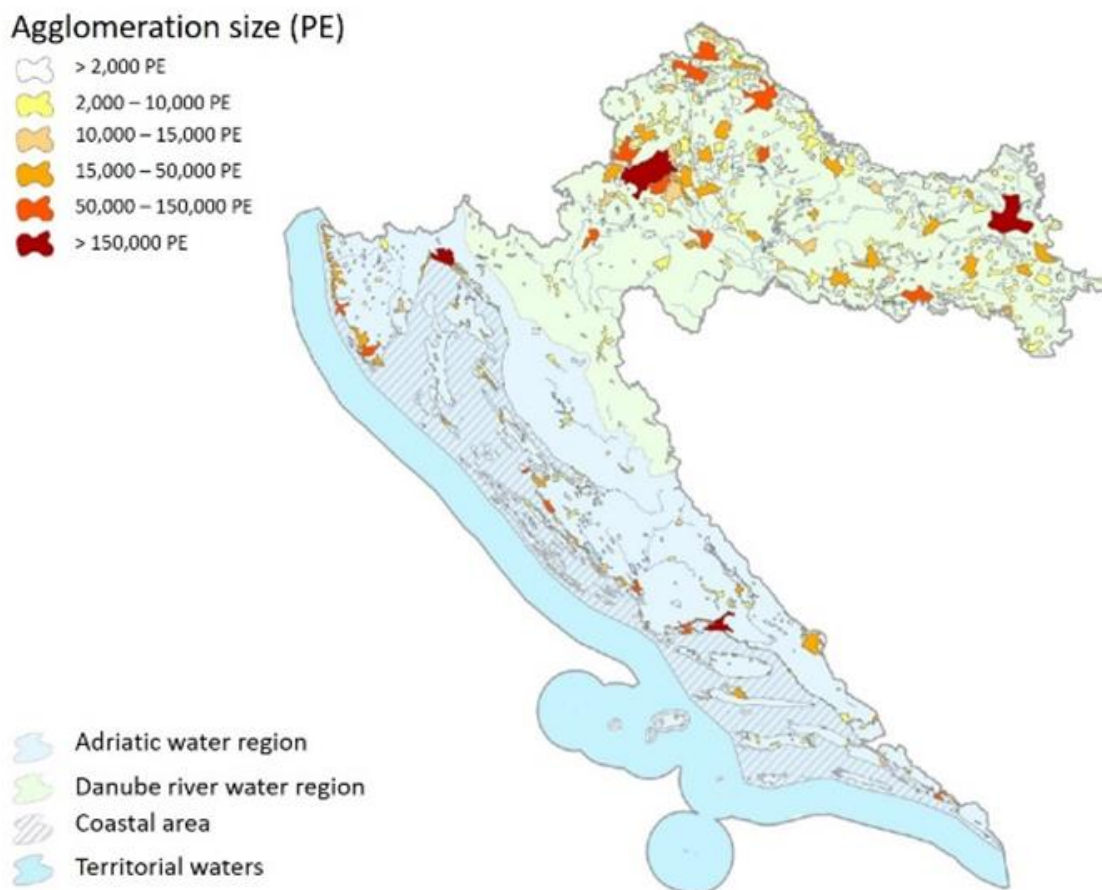 Agglomeration size (PE)
> 2,000 PE
2,000 – 10,000 PE
10,000 – 15,000 PE
15,000 – 50,000 PE
50,000 – 150,000 PE
> 150,000 PE
Adriatic water region
Danube river water region
Coastal area
Territorial waters